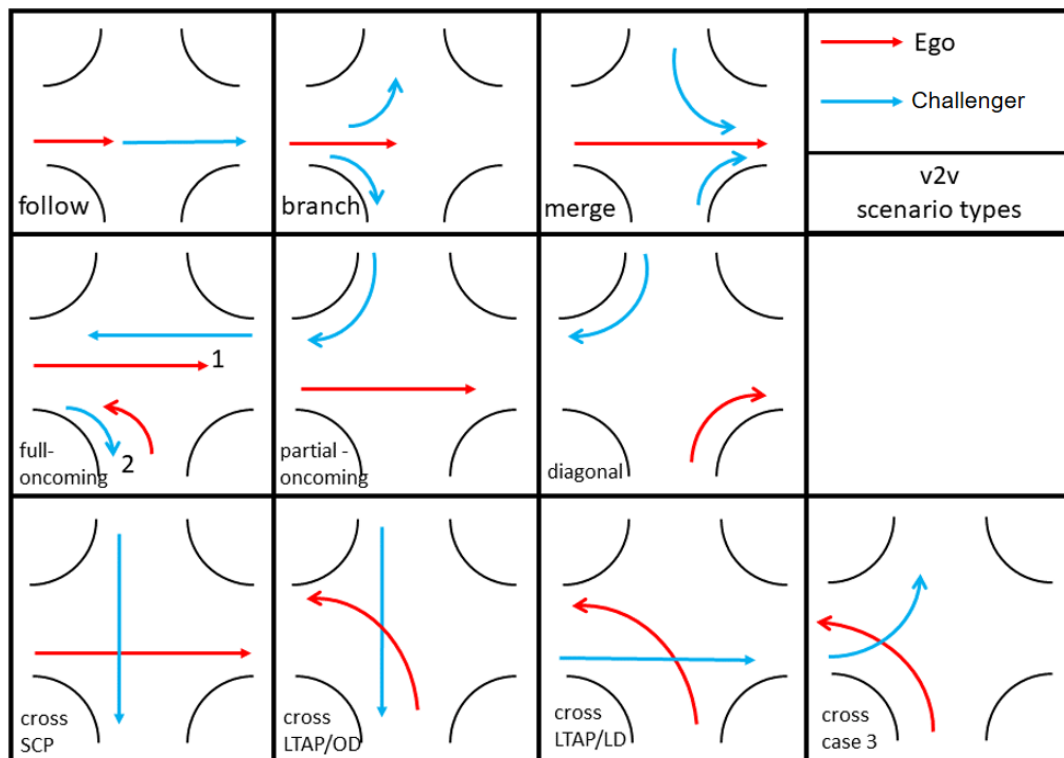 follow
branch
merge
Ego
Challenger
v2v
scenario types
1
2
full-
oncoming
partial -
oncoming
diagonal
cross
SCP
cross
LTAP/OD
cross
LTAP/LD
cross
case 3